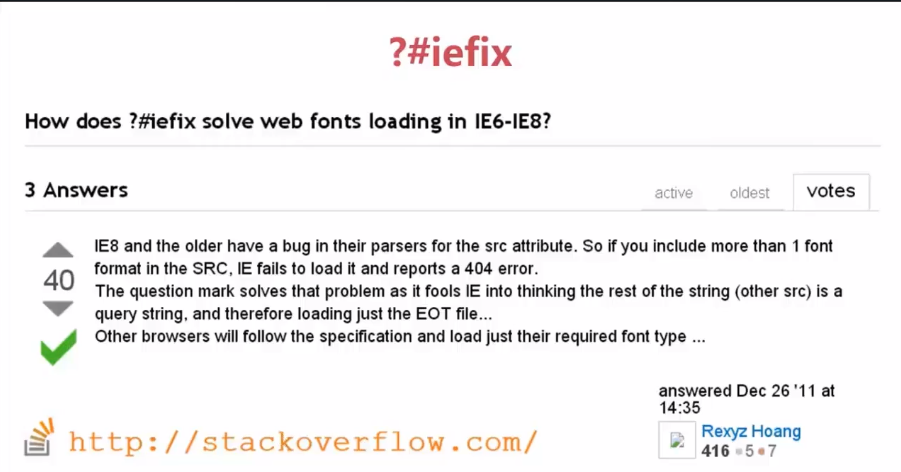 ?#iefix
How does ?#iefix solve web fonts loading in IE6-IE8?
3 Answers
active oldest votes
40
IE8 and the older have a bug in their parsers for the src attribute. So if you include more than 1 font
format in the SRC, IE fails to load it and reports a 404 error.
The question mark solves that problem as it fools IE into thinking the rest of the string (other src) is a
query string, and therefore loading just the EOT file...
Other browsers will follow the specification and load just their required font type ...
answered Dec 26 '11 at
14:35
Rexyz Hoang
416 5 7
http://stackoverflow.com/